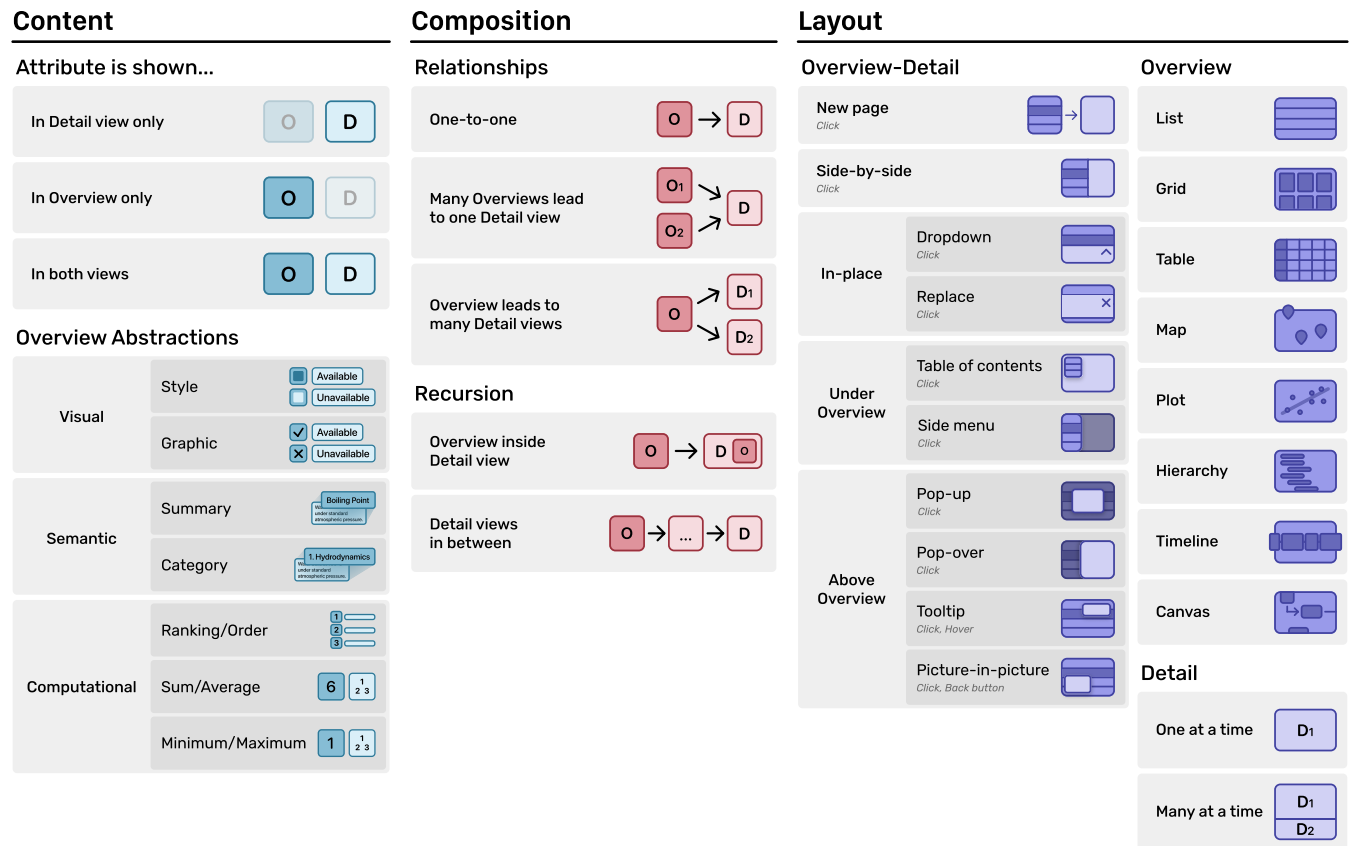 Content
Attribute is shown...
In Detail view only
O
D
In Overview only
O
D
In both views
O
D
Overview Abstractions
Visual
Style
Available
Unavailable
Graphic
Available
Unavailable
Semantic
Summary
Boiling Point
under standard
atmospheric pressure.
Category
1. Hydrodynamics
under standard
atmospheric pressure.
Computational
Ranking/Order
1
2
3
Sum/Average
6
1
2 3
Minimum/Maximum
1
1
2 3
Composition
Relationships
One-to-one
O
D
Many Overviews lead
to one Detail view
O1
O2
D
Overview leads to
many Detail views
O
D1
D2
Recursion
Overview inside
Detail view
O
D
O
Detail views
in between
O
...
D
Layout
Overview-Detail
New page
Click
Side-by-side
Click
In-place
Dropdown
Click
Replace
Click
Under
Overview
Table of contents
Click
Side menu
Click
Above
Overview
Pop-up
Click
Pop-over
Click
Tooltip
Click, Hover
Picture-in-picture
Click, Back button
Overview
List
Grid
Table
Map
Plot
Hierarchy
Timeline
Canvas
Detail
One at a time
D1
Many at a time
D1
D2